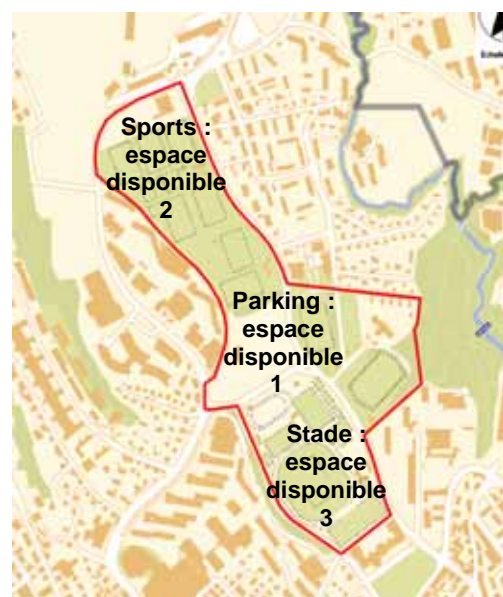 Sports :
espace
disponible
2
Parking :
espace
disponible
1
Stade :
espace
disponible
3